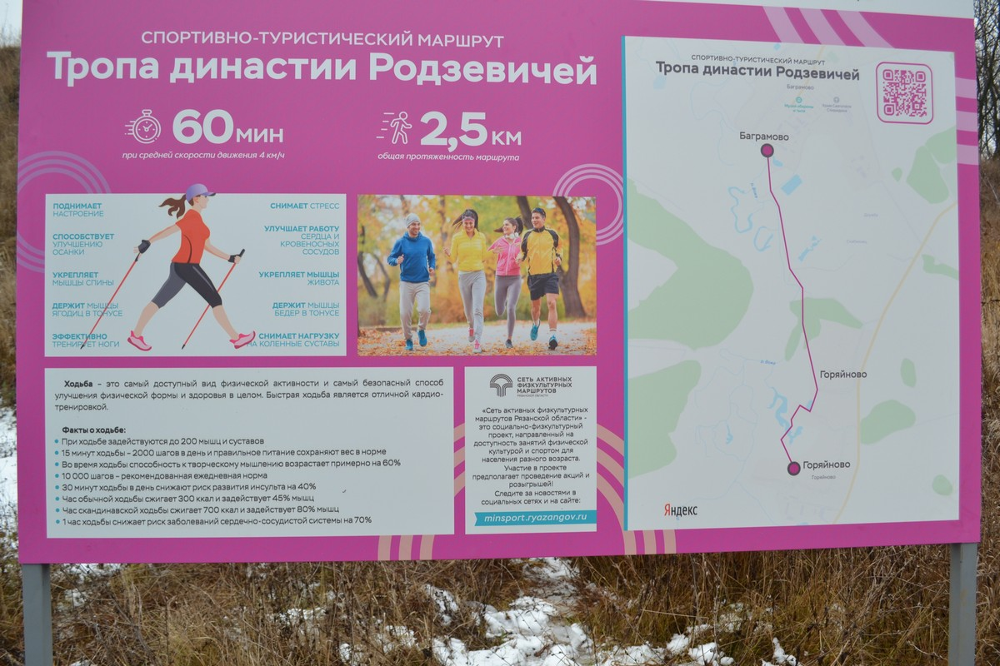 СПОРТИВНО-ТУРИСТИЧЕСКИЙ МАРШРУТ
Тропа династии Родзевичей
60 МИН
при средней скорости движения 4 км/ч
2,5 КМ
общая протяженность маршрута
ПОДНИМАЕТ
НАСТРОЕНИЕ
СПОСОБСТВУЕТ
УЛУЧШЕНИЮ
ОСАНКИ
УКРЕПЛЯЕТ
МЫШЦЫ СПИНЫ
ДЕРЖИТ МЫШЦЫ
ЯГОДИЦ В ТОНУСЕ
ЭФФЕКТИВНО
ТРЕНИРУЕТ НОГИ
СНИМАЕТ СТРЕСС
УЛУЧШАЕТ РАБОТУ
СЕРДЦА И
КРОВЕНОСНЫХ
СОСУДОВ
УКРЕПЛЯЕТ МЫШЦЫ
ЖИВОТА
ДЕРЖИТ МЫШЦЫ
БЕДЕР В ТОНУСЕ
СНИМАЕТ НАГРУЗКУ
НА КОЛЕННЫЕ СУСТАВЫ
Ходьба - это самый доступный вид физической активности и самый безопасный способ
улучшения физической формы и здоровья в целом. Быстрая ходьба является отличной кардио-
тренировкой.
Факты о ходьбе:
• При ходьбе задействуются до 200 мышц и суставов
• 15 минут ходьбы - 2000 шагов в день и правильное питание сохраняют вес в норме
• Во время ходьбы способность к творческому мышлению возрастает примерно на 60%
• 10 000 шагов - рекомендованная ежедневная норма
• 30 минут ходьбы в день снижают риск развития инсульта на 40%
• Час обычной ходьбы сжигает 300 ккал и задействует 45% мышц
• Час скандинавской ходьбы сжигает 700 ккал и задействует 80% мышц
• 1 час ходьбы снижает риск заболеваний сердечно-сосудистой системы на 70%
СЕТЬ АКТИВНЫХ
ФИЗКУЛЬТУРНЫХ
МАРШРУТОВ
РЯЗАНСКОЙ ОБЛАСТИ
«Сеть активных физкультурных
маршрутов Рязанской области» -
это социально-физкультурный
проект, направленный на
доступность занятий физической
культурой и спортом для
населения разного возраста.
Участие в проекте
предполагает проведение акций и
розыгрышей!
Следите за новостями в
социальных сетях и на сайте:
minsport.ryazangov.ru
СПОРТИВНО-ТУРИСТИЧЕСКИЙ МАРШРУТ
Тропа династии Родзевичей
Баграмово
Баграмово
Горяйново
Горяйново
Горяйново
Яндекс